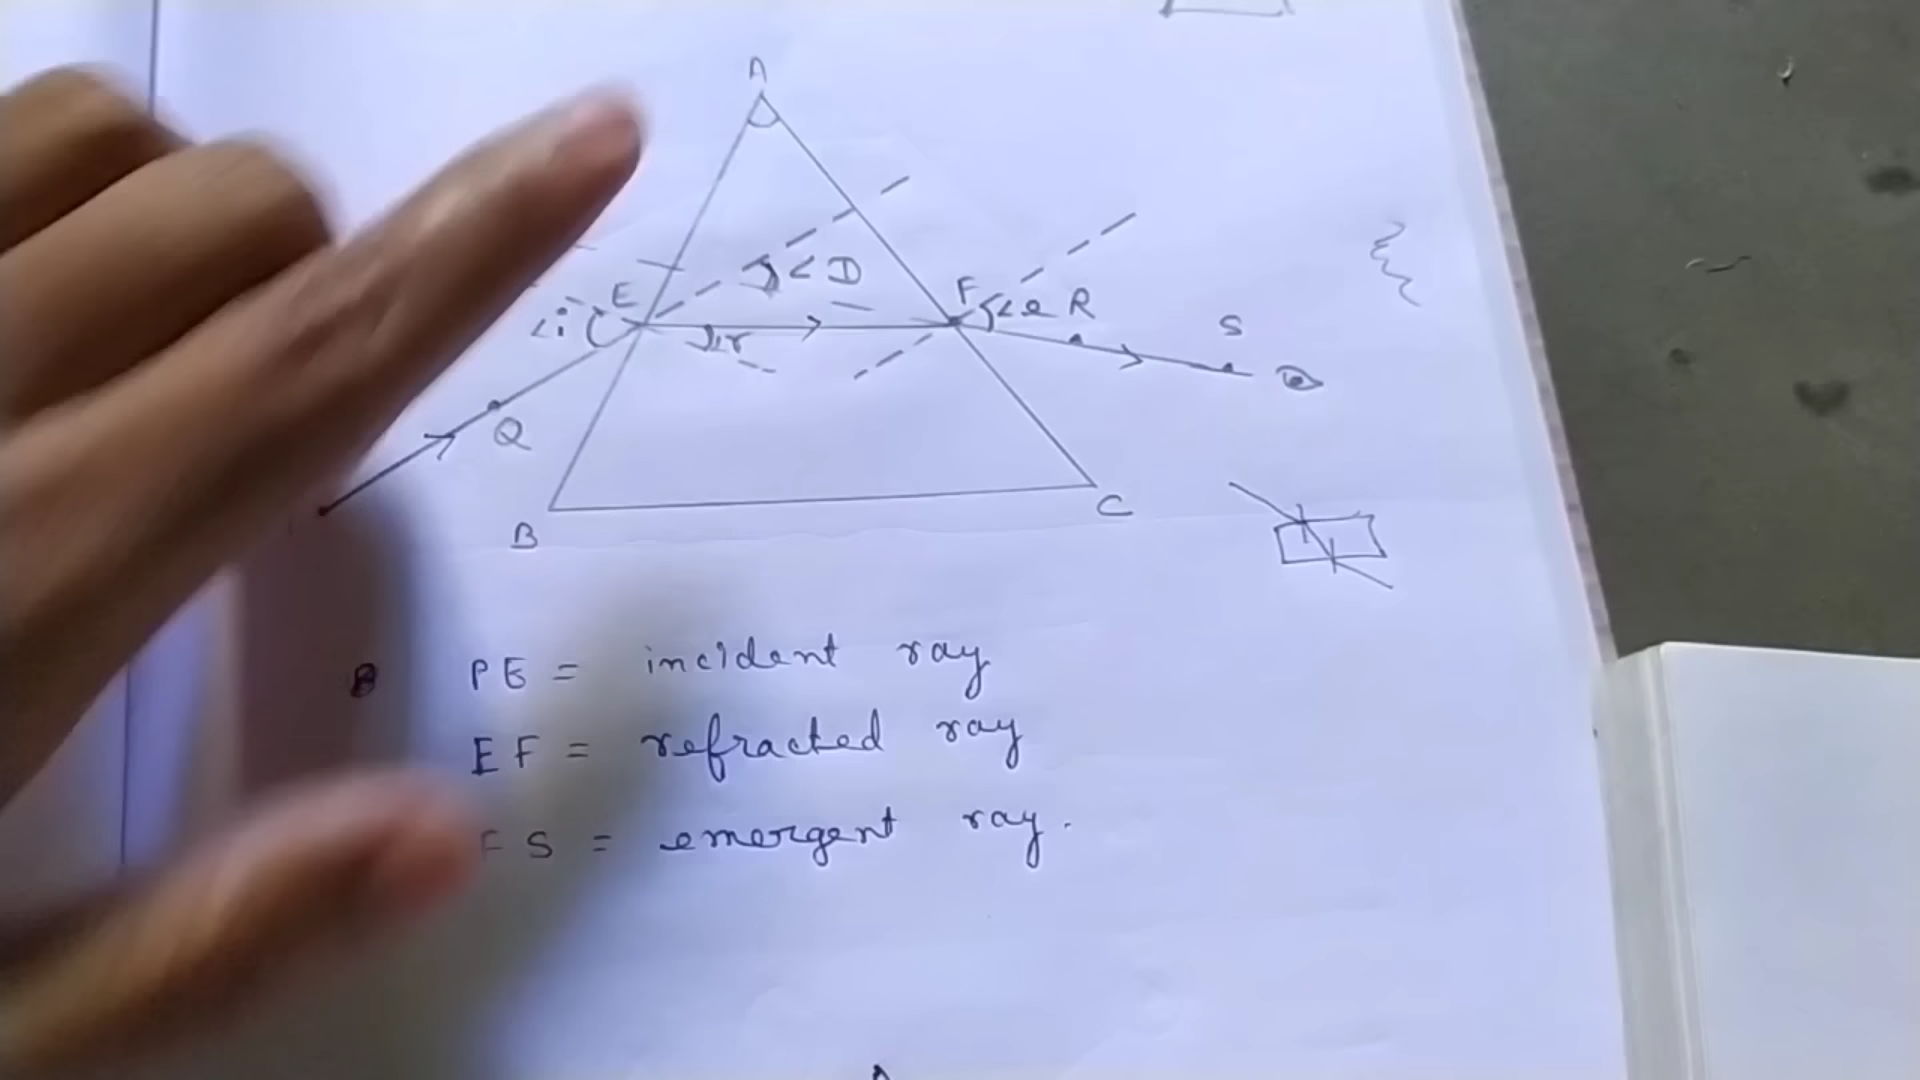 A
<D
E
F
<i
<r
<e
R
S
Q
B
C
PE = incident ray
EF = refracted ray
FS = emergent ray.